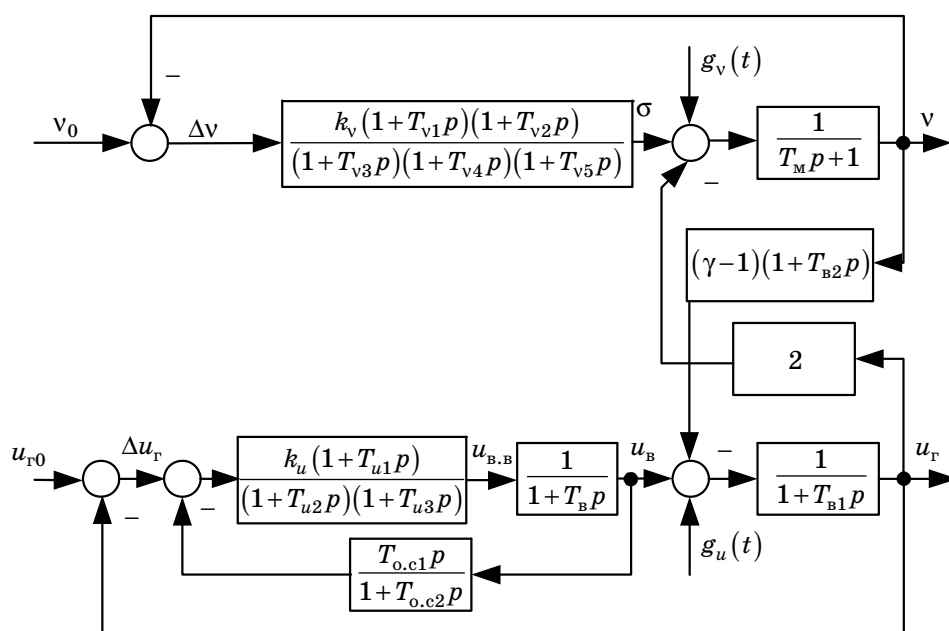 −
g_ν(t)
ν₀
Δν
k_ν(1+T_ν1 p)(1+T_ν2 p)
(1+T_ν3 p)(1+T_ν4 p)(1+T_ν5 p)
σ
1
T_м p+1
ν
−
(γ−1)(1+T_в2 p)
2
u_г0
Δu_г
k_u(1+T_u1 p)
(1+T_u2 p)(1+T_u3 p)
u_в.в
1
1+T_в p
u_в
−
1
1+T_в1 p
u_г
−
−
T_о.с1 p
1+T_о.с2 p
g_u(t)